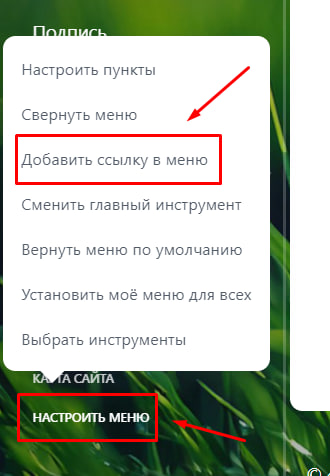 Подпись
Настроить пункты
Свернуть меню
Добавить ссылку в меню
Сменить главный инструмент
Вернуть меню по умолчанию
Установить моё меню для всех
Выбрать инструменты
КАРТА САЙТА
НАСТРОИТЬ МЕНЮ
©